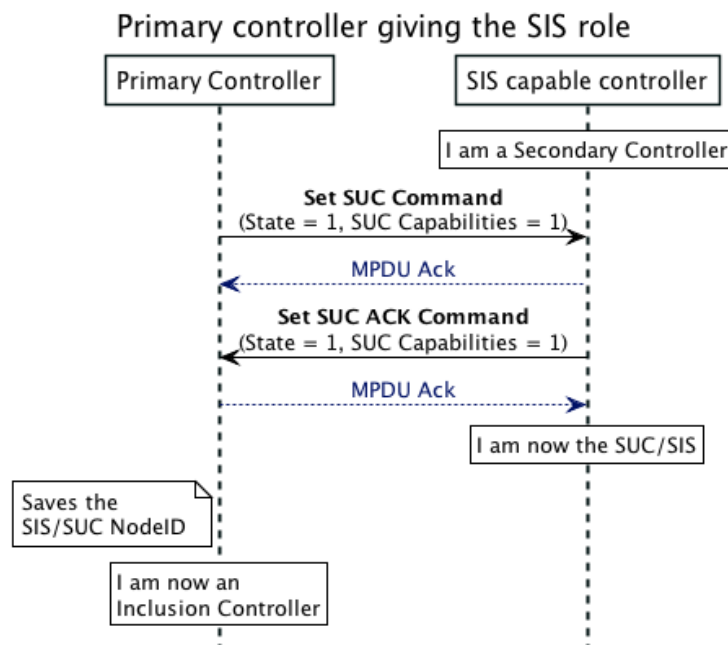 Primary controller giving the SIS role
Primary Controller
SIS capable controller
I am a Secondary Controller
Set SUC Command
(State = 1, SUC Capabilities = 1)
MPDU Ack
Set SUC ACK Command
(State = 1, SUC Capabilities = 1)
MPDU Ack
I am now the SUC/SIS
Saves the
SIS/SUC NodeID
I am now an
Inclusion Controller